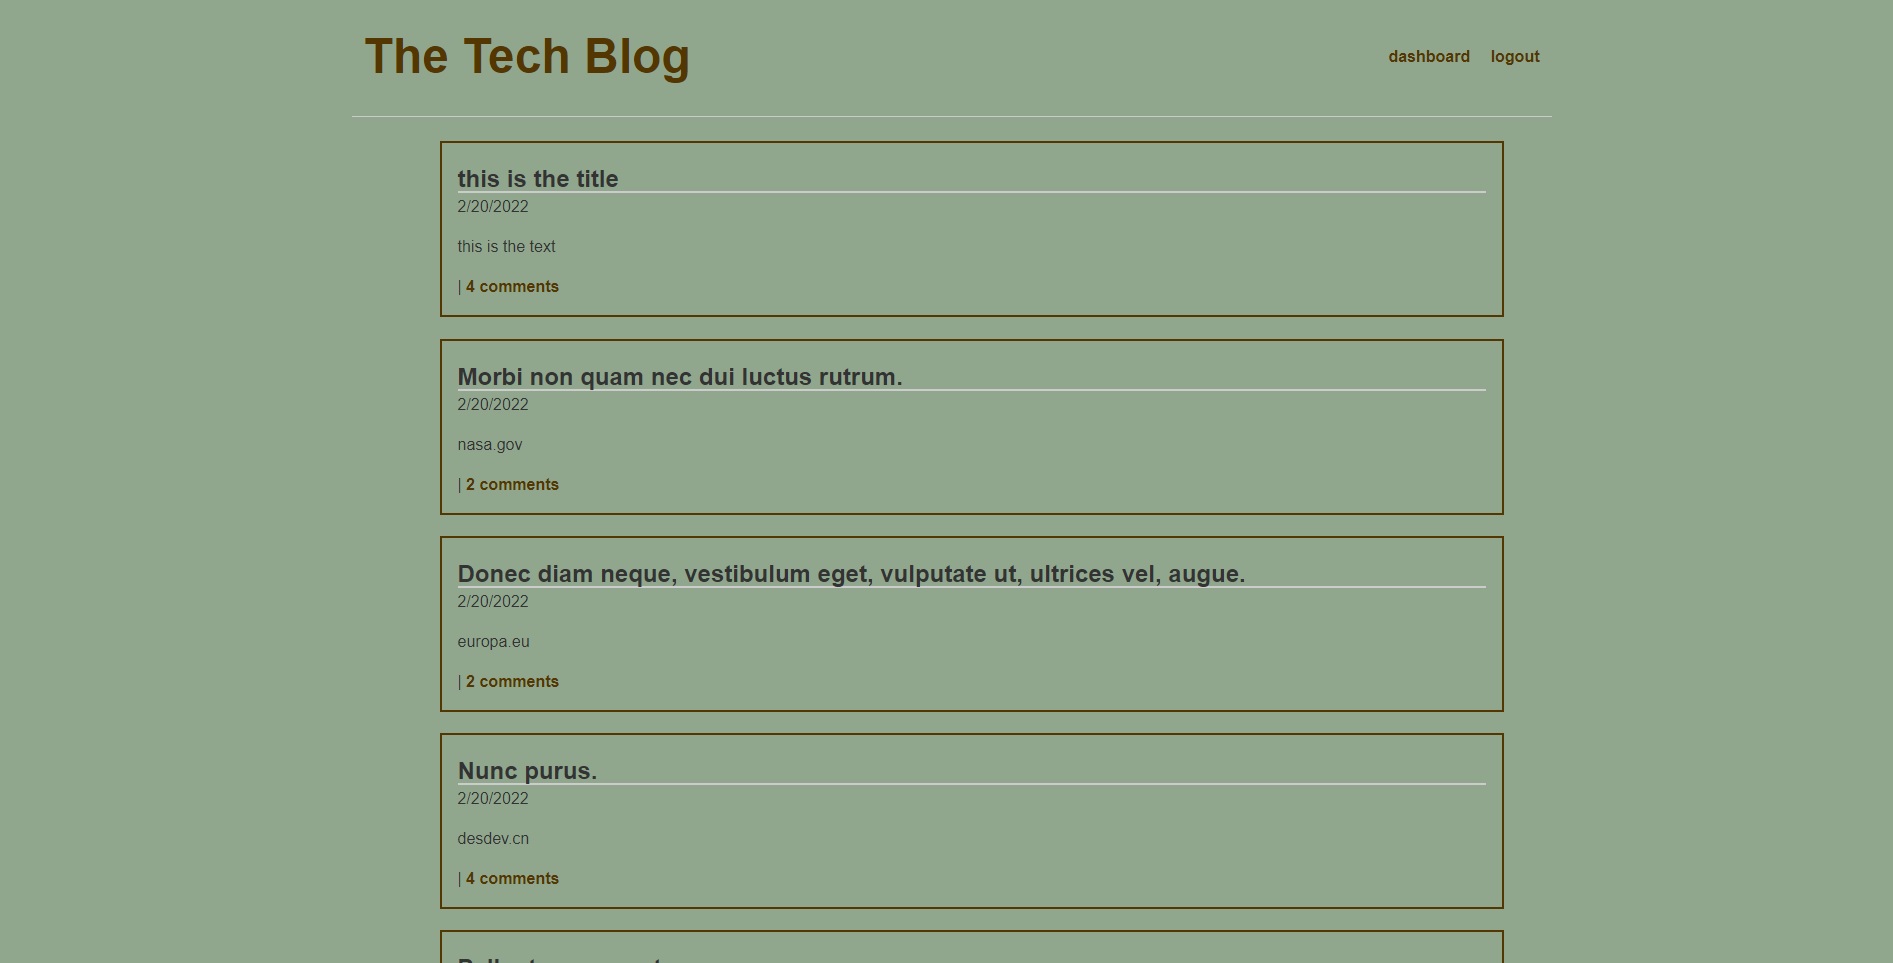 The Tech Blog
dashboard logout
this is the title
2/20/2022
this is the text
| 4 comments
Morbi non quam nec dui luctus rutrum.
2/20/2022
nasa.gov
| 2 comments
Donec diam neque, vestibulum eget, vulputate ut, ultrices vel, augue.
2/20/2022
europa.eu
| 2 comments
Nunc purus.
2/20/2022
desdev.cn
| 4 comments